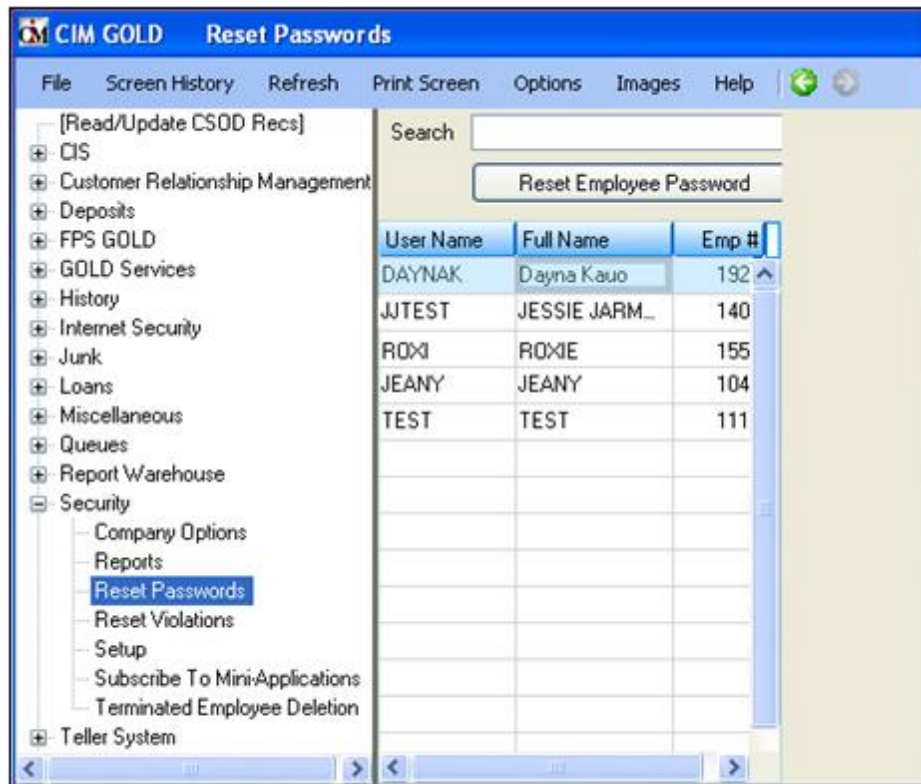 CIM GOLD Reset Passwords
File Screen History Refresh Print Screen Options Images Help
[Read/Update CSOD Recs]
CIS
Customer Relationship Management
Deposits
FPS GOLD
GOLD Services
History
Internet Security
Junk
Loans
Miscellaneous
Queues
Report Warehouse
Security
Company Options
Reports
Reset Passwords
Reset Violations
Setup
Subscribe To Mini-Applications
Terminated Employee Deletion
Teller System
Search
Reset Employee Password
User Name Full Name Emp #
DAYNAK Dayna Kauo 192
JJTEST JESSIE JARM... 140
ROXI ROXIE 155
JEANY JEANY 104
TEST TEST 111